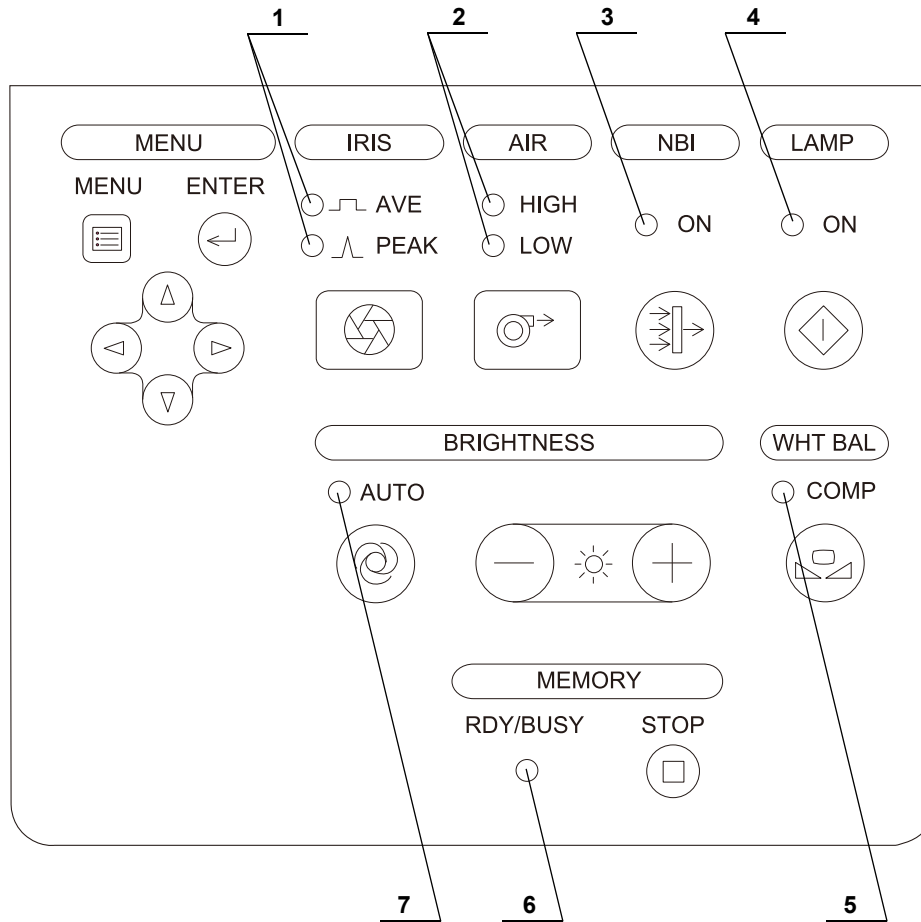 1 2 3 4
MENU IRIS AIR NBI LAMP
MENU ENTER AVE HIGH ON ON
PEAK LOW
BRIGHTNESS WHT BAL
AUTO COMP
MEMORY
RDY/BUSY STOP
7 6 5